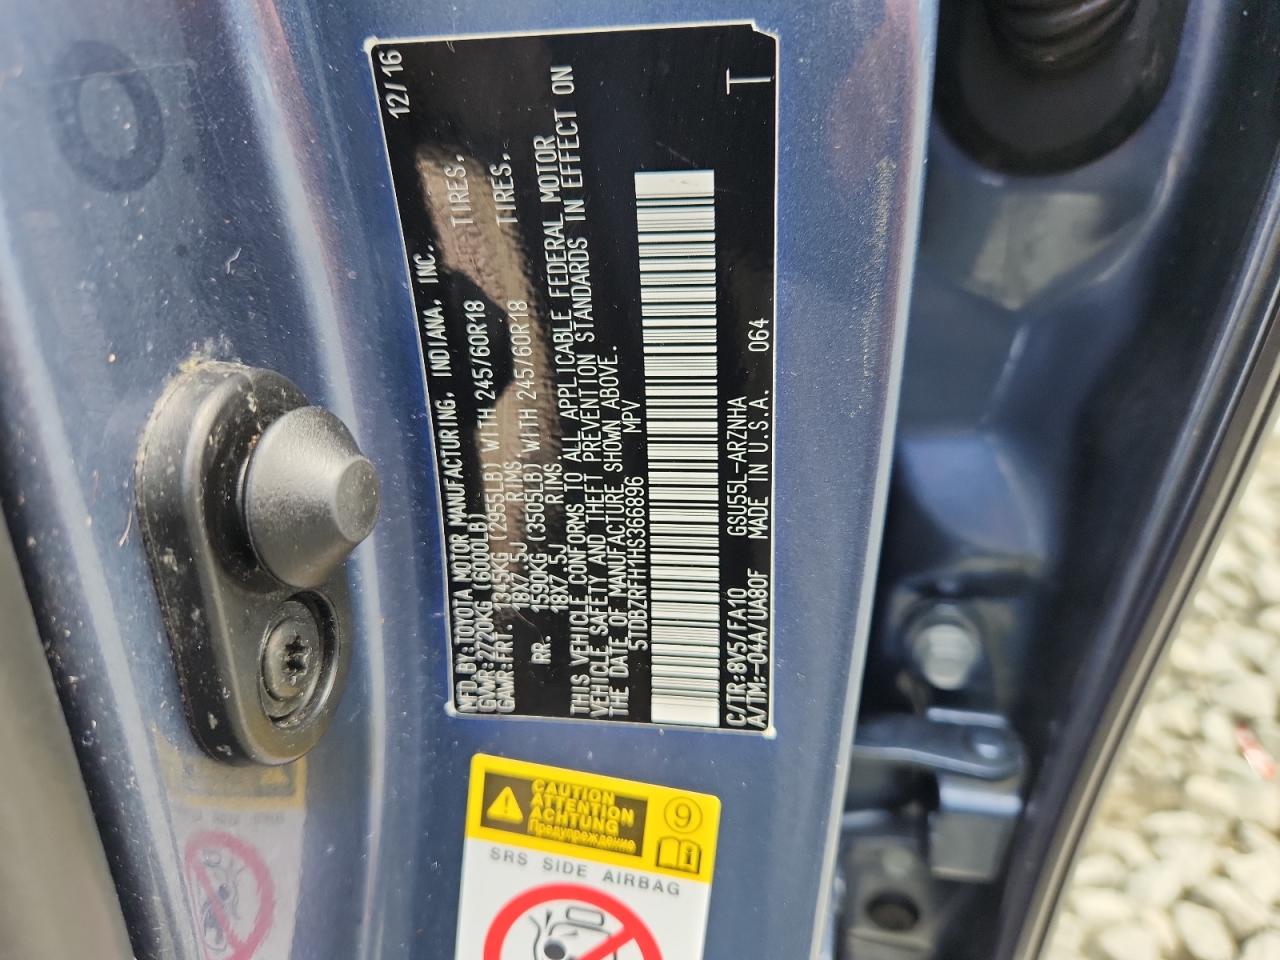 MFD.BY:TOYOTA MOTOR MANUFACTURING, INDIANA, INC. 12/16
GVWR:2720KG (6000LB)
GAWR:FRT. 1345KG (2955LB) WITH 245/60R18 TIRES,
18X7.5J RIMS
RR. 1590KG (3505LB) WITH 245/60R18 TIRES,
18X7.5J RIMS
THIS VEHICLE CONFORMS TO ALL APPLICABLE FEDERAL MOTOR
VEHICLE SAFETY AND THEFT PREVENTION STANDARDS IN EFFECT ON
THE DATE OF MANUFACTURE SHOWN ABOVE.
5TDBZRFH1HS366896 MPV
C/TR:8V5/FA10 GSU55L-ARZNHA
A/TM:-04A/UA80F MADE IN U.S.A. 064 T
CAUTION
ATTENTION
ACHTUNG
Предупреждение
9
i
SRS SIDE AIRBAG